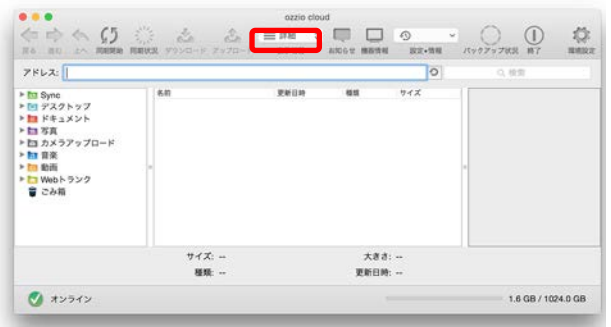 ozzio cloud
詳細
戻る 進む 上へ 同期開始 同期状況 ダウンロード アップロード お知らせ 機器情報 設定・情報 バックアップ状況 終了 環境設定
アドレス: 検索
名前 更新日時 種類 サイズ
Sync
デスクトップ
ドキュメント
写真
カメラアップロード
音楽
動画
Webトランク
ごみ箱
サイズ: -- 大きさ: --
種類: -- 更新日時: --
オンライン 1.6 GB / 1024.0 GB